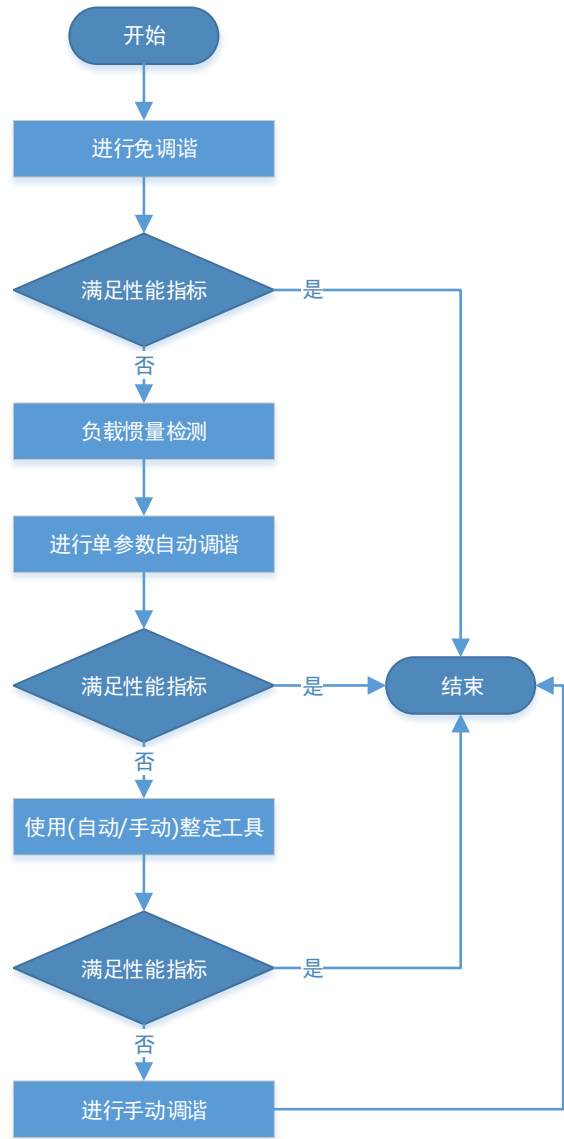 开始
进行免调谐
满足性能指标
是
否
负载惯量检测
进行单参数自动调谐
满足性能指标
是
结束
否
使用(自动/手动)整定工具
满足性能指标
是
否
进行手动调谐